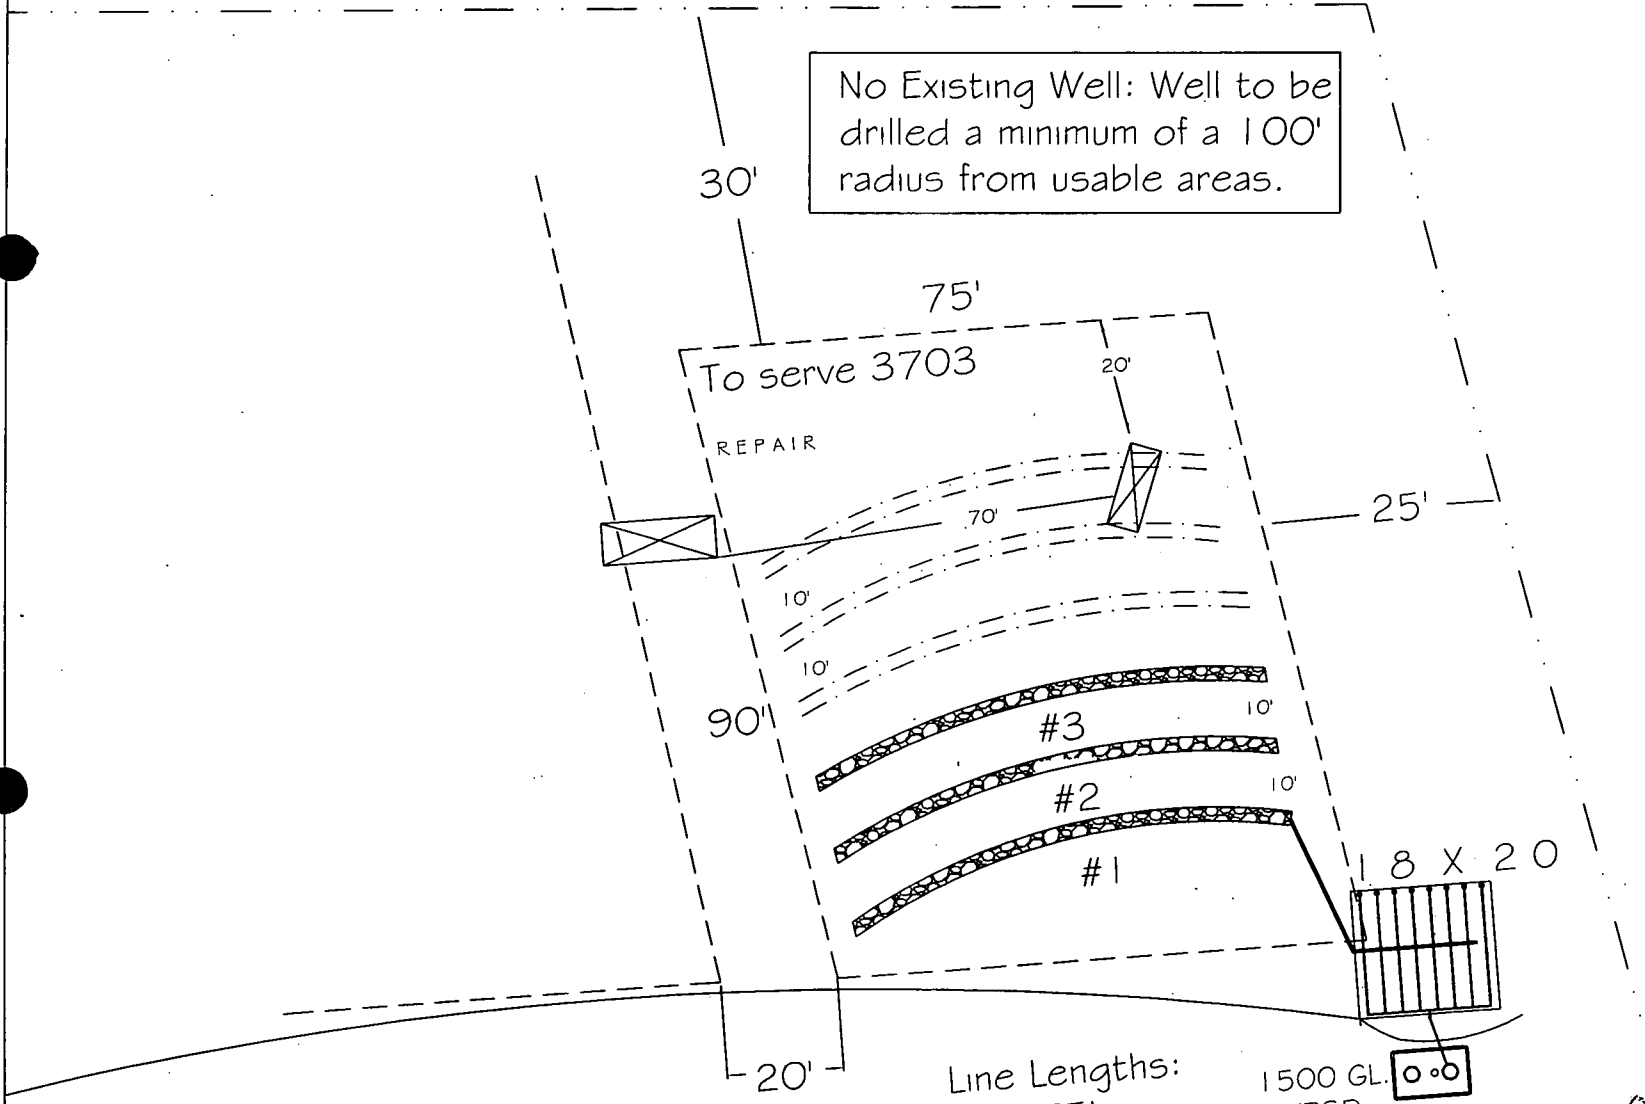 No Existing Well: Well to be
drilled a minimum of a 100'
radius from usable areas.
30'
75'
To serve 3703
20'
REPAIR
70'
25'
10'
10'
90'
#3
10'
#2
10'
#1
18 X 20
20'
Line Lengths:
1500 GL.